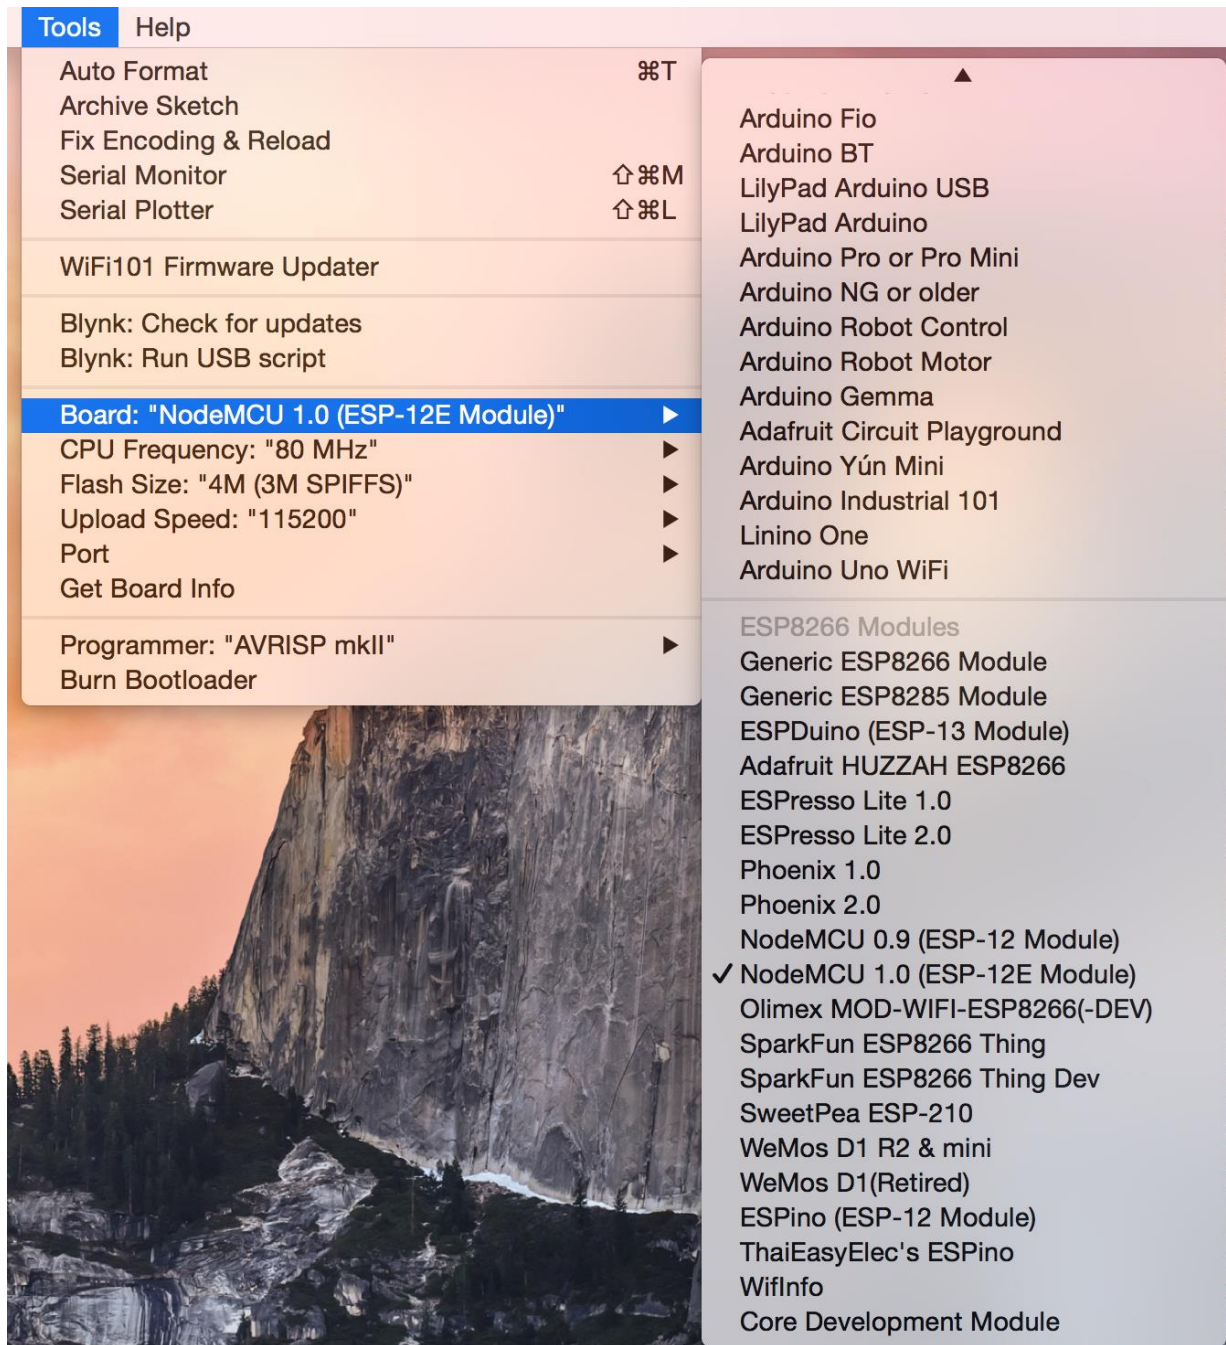 Tools Help
Auto Format ⌘T
Archive Sketch
Fix Encoding & Reload
Serial Monitor ⇧⌘M
Serial Plotter ⇧⌘L
WiFi101 Firmware Updater
Blynk: Check for updates
Blynk: Run USB script
Board: "NodeMCU 1.0 (ESP-12E Module)" ▶
CPU Frequency: "80 MHz" ▶
Flash Size: "4M (3M SPIFFS)" ▶
Upload Speed: "115200" ▶
Port ▶
Get Board Info
Programmer: "AVRISP mkII" ▶
Burn Bootloader
▲
Arduino Fio
Arduino BT
LilyPad Arduino USB
LilyPad Arduino
Arduino Pro or Pro Mini
Arduino NG or older
Arduino Robot Control
Arduino Robot Motor
Arduino Gemma
Adafruit Circuit Playground
Arduino Yún Mini
Arduino Industrial 101
Linino One
Arduino Uno WiFi
ESP8266 Modules
Generic ESP8266 Module
Generic ESP8285 Module
ESPDuino (ESP-13 Module)
Adafruit HUZZAH ESP8266
ESPresso Lite 1.0
ESPresso Lite 2.0
Phoenix 1.0
Phoenix 2.0
NodeMCU 0.9 (ESP-12 Module)
✓ NodeMCU 1.0 (ESP-12E Module)
Olimex MOD-WIFI-ESP8266(-DEV)
SparkFun ESP8266 Thing
SparkFun ESP8266 Thing Dev
SweetPea ESP-210
WeMos D1 R2 & mini
WeMos D1(Retired)
ESPino (ESP-12 Module)
ThaiEasyElec's ESPino
WifInfo
Core Development Module